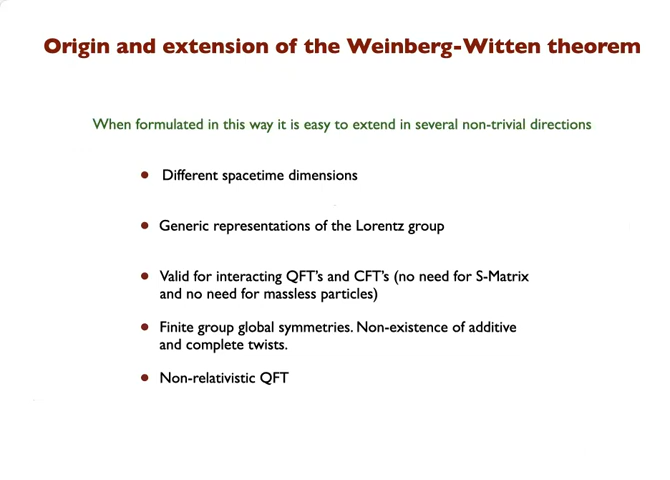 Origin and extension of the Weinberg-Witten theorem
When formulated in this way it is easy to extend in several non-trivial directions
• Different spacetime dimensions
• Generic representations of the Lorentz group
• Valid for interacting QFT's and CFT's (no need for S-Matrix
and no need for massless particles)
• Finite group global symmetries. Non-existence of additive
and complete twists.
• Non-relativistic QFT